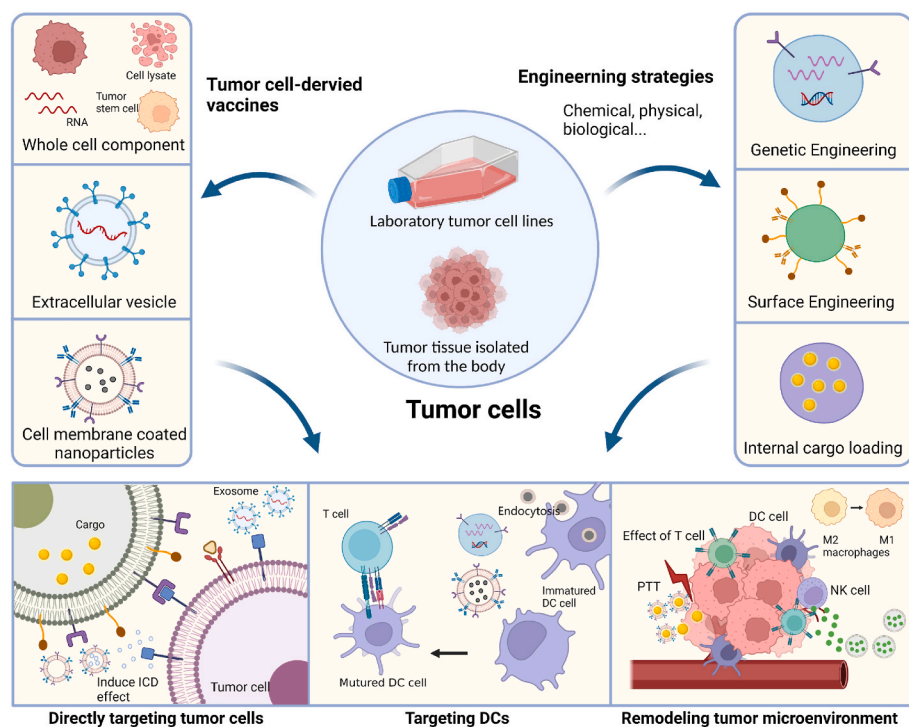 Cell lysate
RNA
Tumor
stem cell
Whole cell component
Extracellular vesicle
Cell membrane coated
nanoparticles
Tumor cell-dervied
vaccines
Laboratory tumor cell lines
Tumor tissue isolated
from the body
Tumor cells
Engineerning strategies
Chemical, physical,
biological...
Genetic Engineering
Surface Engineering
Internal cargo loading
Cargo
Exosome
Induce ICD
effect
Tumor cell
Directly targeting tumor cells
T cell
Endocytosis
Immatured
DC cell
Mutured DC cell
Targeting DCs
Effect of T cell
DC cell
M2
M1
macrophages
PTT
NK cell
Remodeling tumor microenvironment